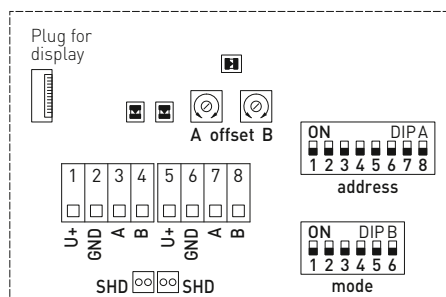 Plug for
display
A offset B
ON DIP A
1 2 3 4 5 6 7 8
address
1 2 3 4 5 6 7 8
U+ GND A B U+ GND A B
ON DIP B
1 2 3 4 5 6
mode
SHD SHD